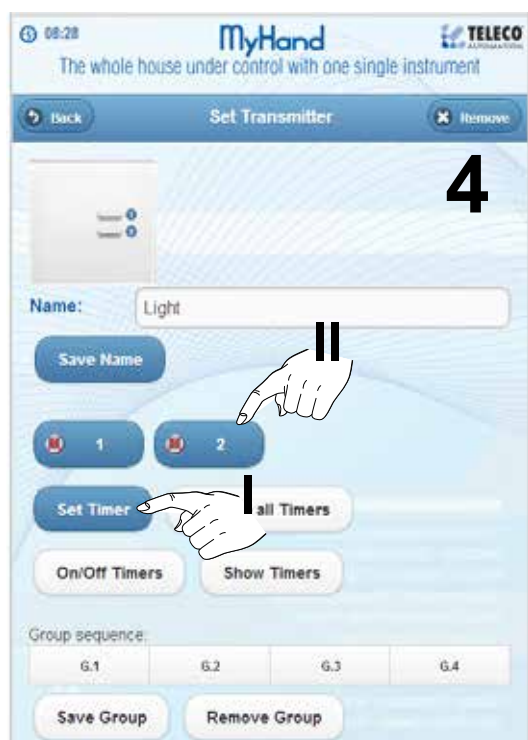 08:28
MyHand
TELECO
AUTOMATION
The whole house under control with one single instrument
Back
Set Transmitter
Remove
4
Name:
Light
Save Name
II
1
2
Set Timer
I
all Timers
On/Off Timers
Show Timers
Group sequence:
G.1 G.2 G.3 G.4
Save Group
Remove Group